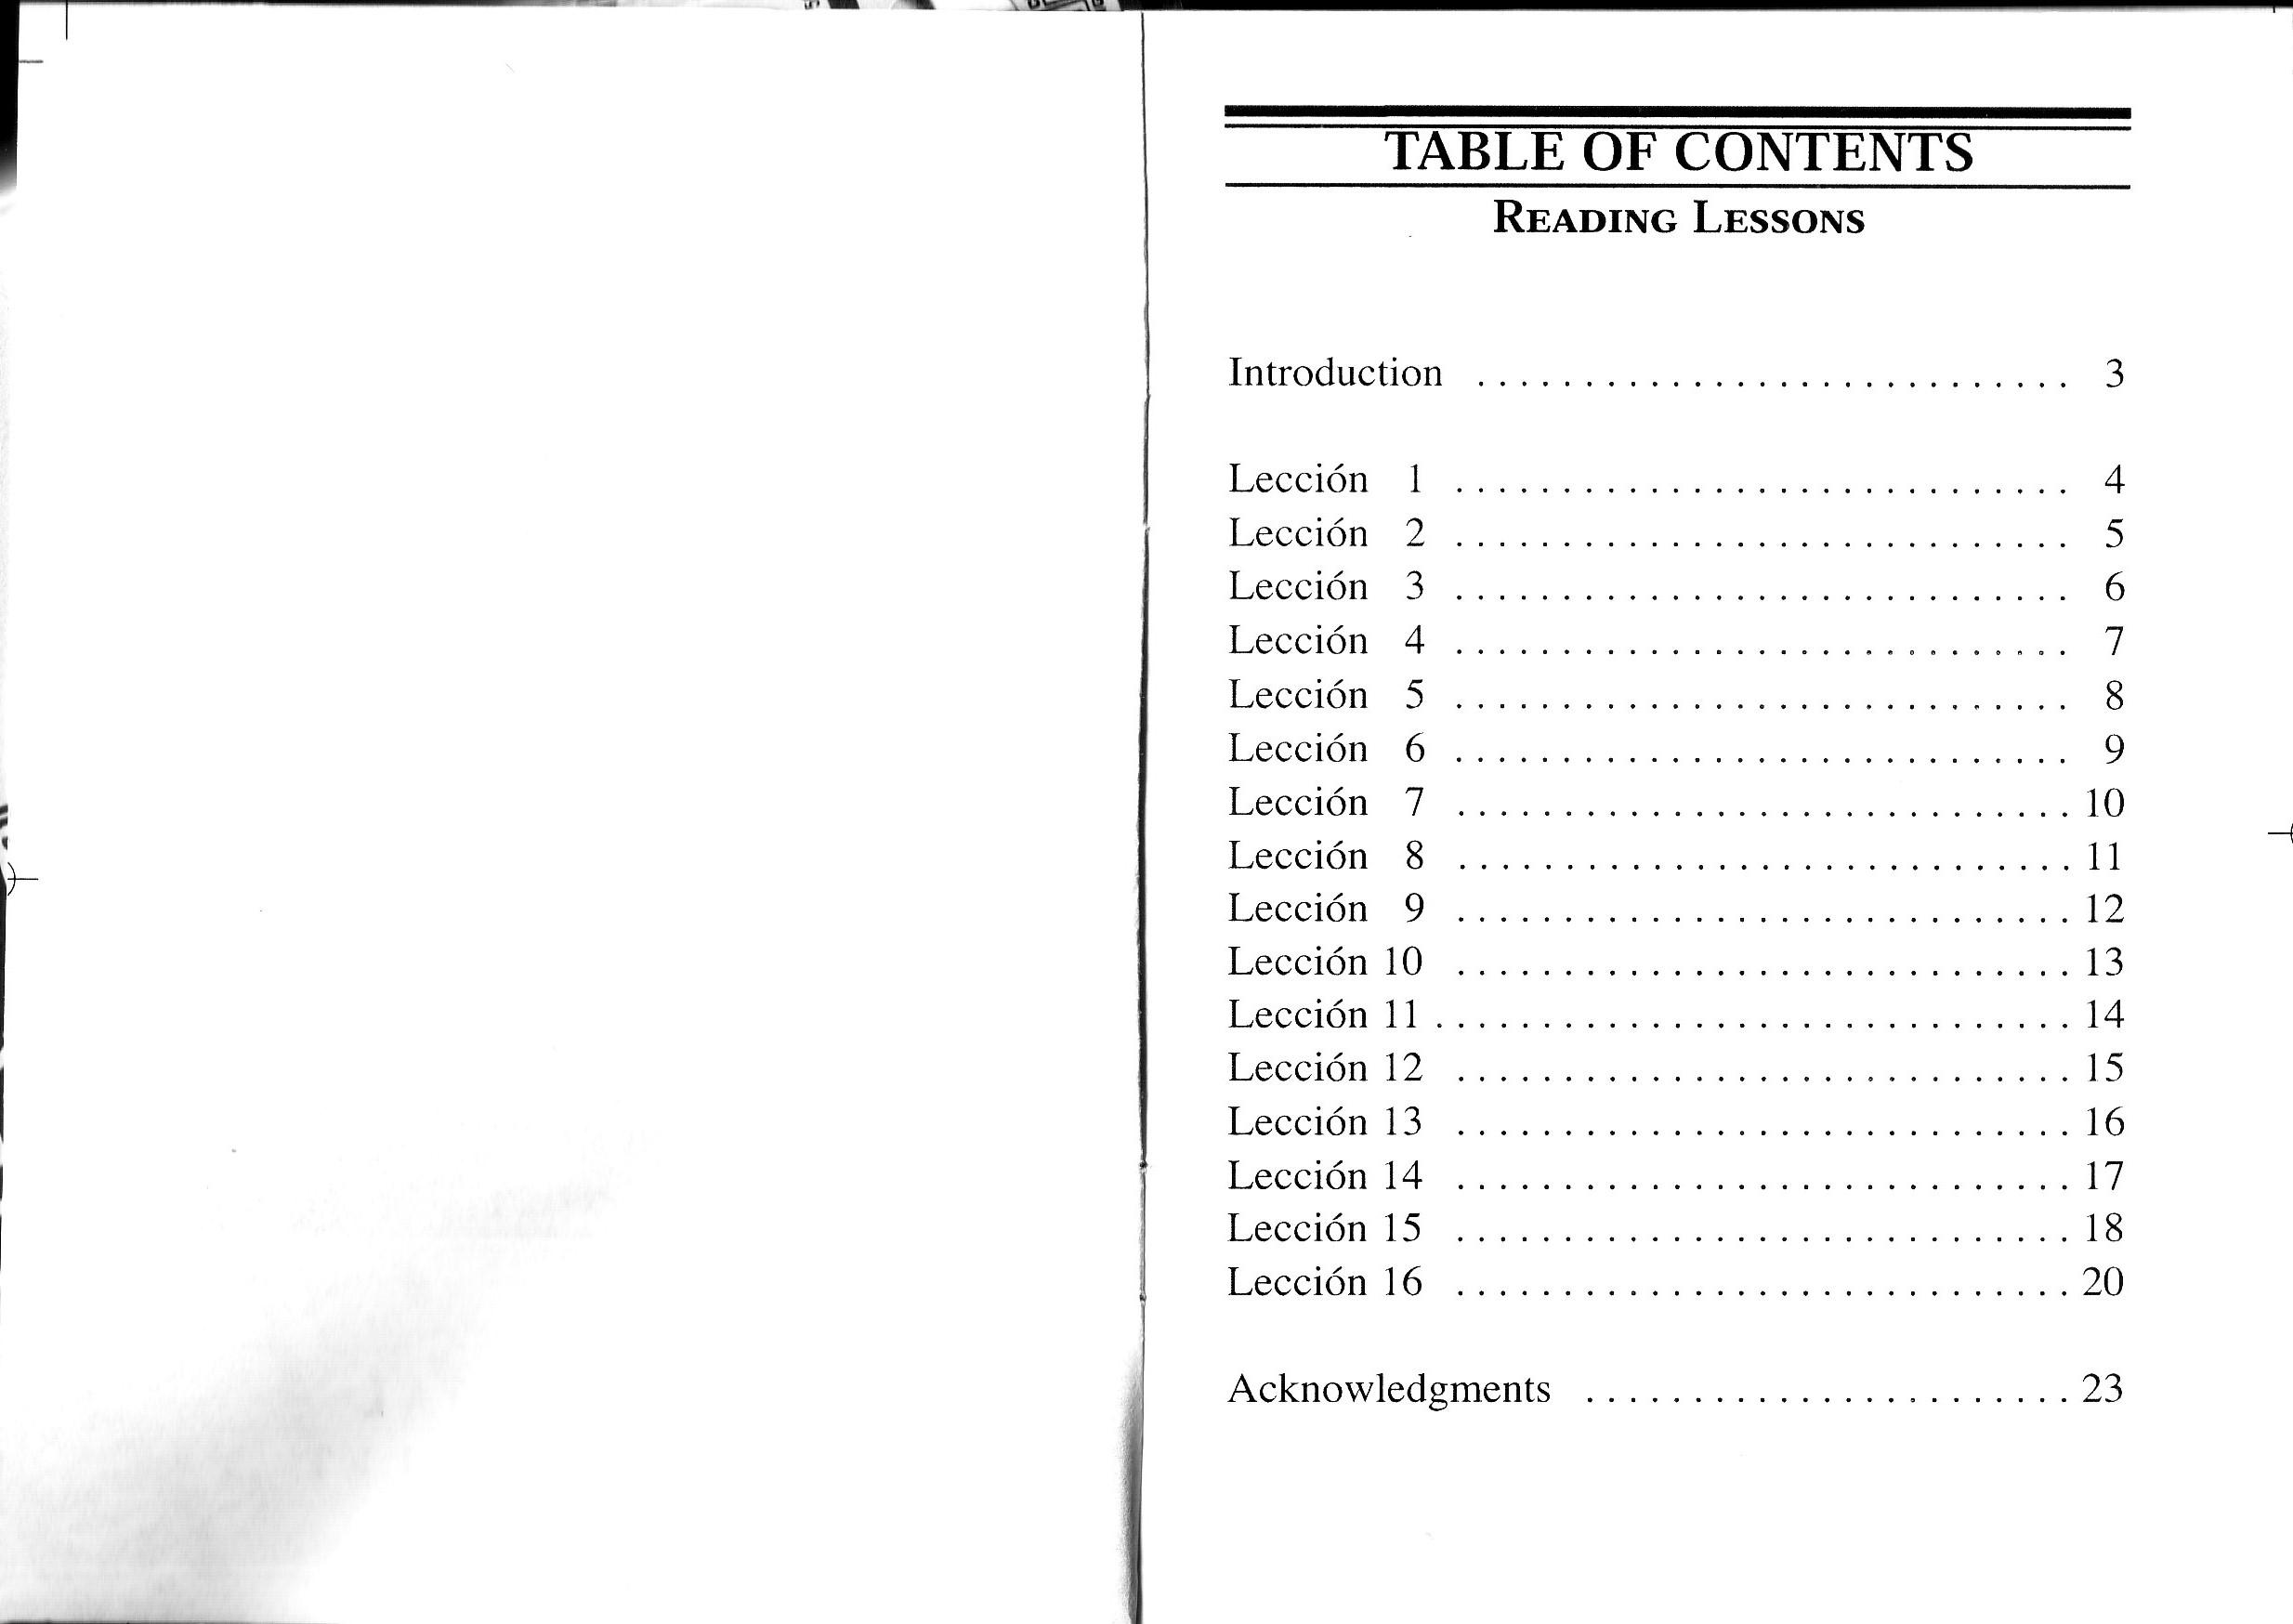 TABLE OF CONTENTS
READING LESSONS
Introduction . . . . . . . . . . . . . . . . . . . . . . . . . . . . 3
Lección 1 . . . . . . . . . . . . . . . . . . . . . . . . . . . . . 4
Lección 2 . . . . . . . . . . . . . . . . . . . . . . . . . . . . . 5
Lección 3 . . . . . . . . . . . . . . . . . . . . . . . . . . . . . 6
Lección 4 . . . . . . . . . . . . . . . . . . . . . . . . . . . . . 7
Lección 5 . . . . . . . . . . . . . . . . . . . . . . . . . . . . . 8
Lección 6 . . . . . . . . . . . . . . . . . . . . . . . . . . . . . 9
Lección 7 . . . . . . . . . . . . . . . . . . . . . . . . . . . . . 10
Lección 8 . . . . . . . . . . . . . . . . . . . . . . . . . . . . . 11
Lección 9 . . . . . . . . . . . . . . . . . . . . . . . . . . . . . 12
Lección 10 . . . . . . . . . . . . . . . . . . . . . . . . . . . . . 13
Lección 11 . . . . . . . . . . . . . . . . . . . . . . . . . . . . . . 14
Lección 12 . . . . . . . . . . . . . . . . . . . . . . . . . . . . . 15
Lección 13 . . . . . . . . . . . . . . . . . . . . . . . . . . . . . 16
Lección 14 . . . . . . . . . . . . . . . . . . . . . . . . . . . . . 17
Lección 15 . . . . . . . . . . . . . . . . . . . . . . . . . . . . . 18
Lección 16 . . . . . . . . . . . . . . . . . . . . . . . . . . . . . 20
Acknowledgments . . . . . . . . . . . . . . . . . . . . . . . 23